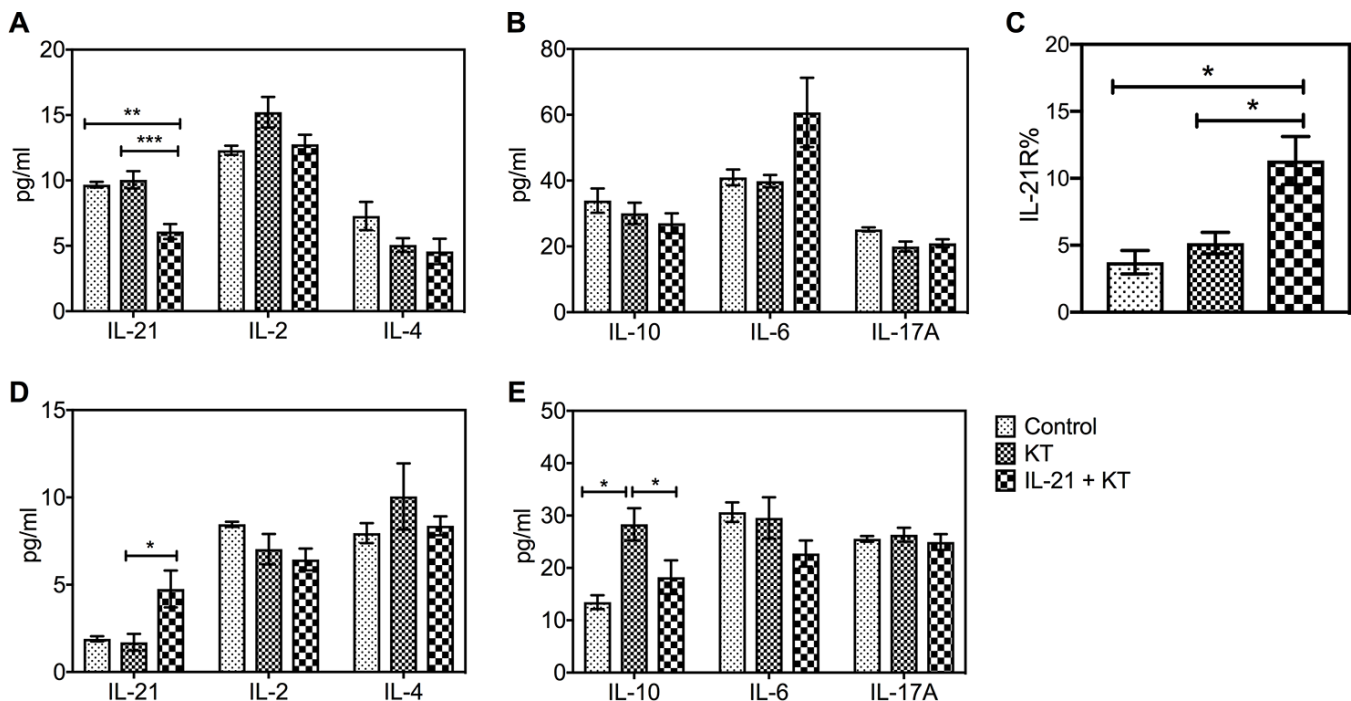 A
20
15
10
5
0
pg/ml
**
***
IL-21
IL-2
IL-4
B
80
60
40
20
0
pg/ml
IL-10
IL-6
IL-17A
C
20
15
10
5
0
IL-21R%
*
*
D
15
10
5
0
pg/ml
*
IL-21
IL-2
IL-4
E
50
40
30
20
10
0
pg/ml
*
*
IL-10
IL-6
IL-17A
Control
KT
IL-21 + KT